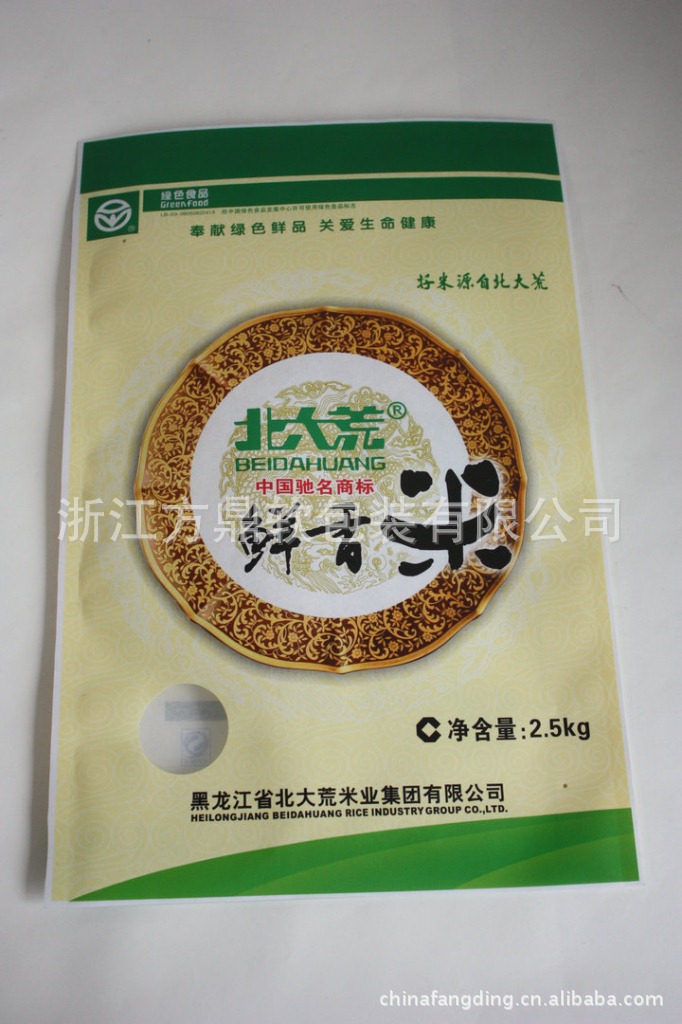 綠色食品
Greenfood
奉献绿色鲜品 关爱生命健康
好米源自北大荒
北大荒®
BEIDAHUANG
中国驰名商标
鲜香米
浙江方鼎软包装有限公司
净含量:2.5kg
黑龙江省北大荒米业集团有限公司
HEILONGJIANG BEIDAHUANG RICE INDUSTRY GROUP CO.,LTD.
chinafangding.cn.alibaba.com